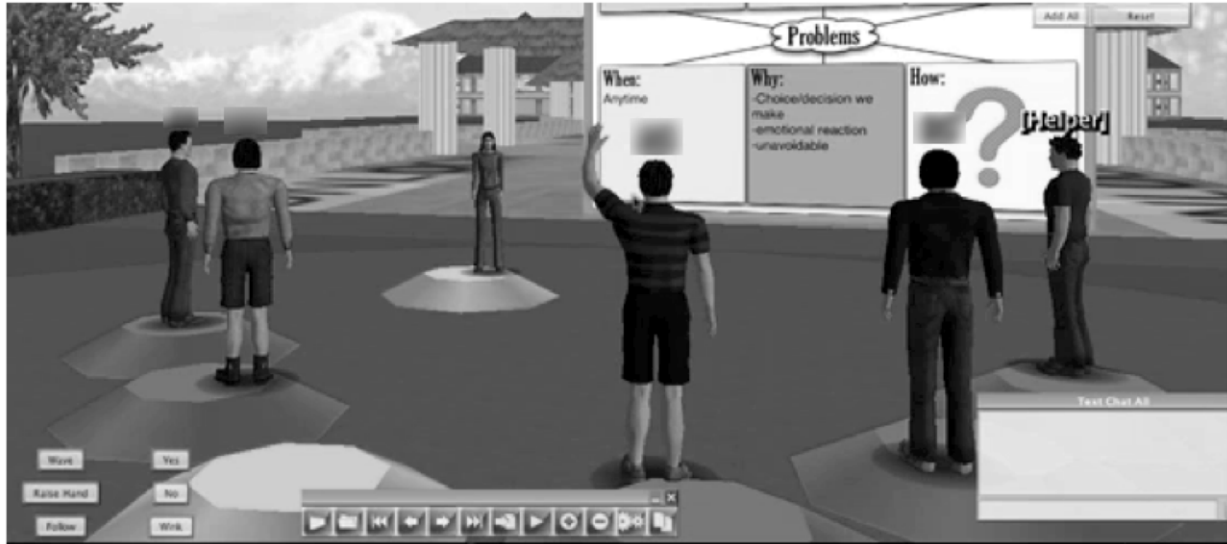 Add All
Reset
Problems
When:
Anytime
Why:
-Choice/decision we
make
-emotional reaction
-unavoidable
How:
?
[Helper]
Text Chat All
Wave
Yes
Raise Hand
No
Follow
Wink